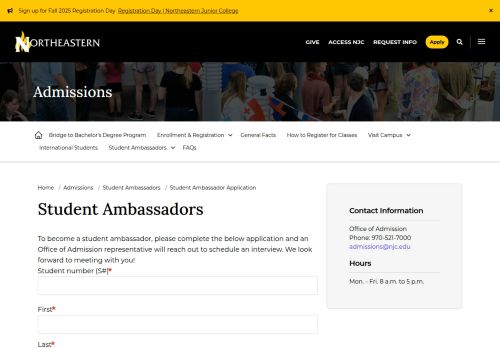 Sign up for Fall 2025 Registration Day Registration Day | Northeastern Junior College ×
NORTHEASTERN
GIVE ACCESS NJC REQUEST INFO Apply
Admissions
Bridge to Bachelor's Degree Program Enrollment & Registration General Facts How to Register for Classes Visit Campus
International Students Student Ambassadors FAQs
Home / Admissions / Student Ambassadors / Student Ambassador Application
Student Ambassadors
To become a student ambassador, please complete the below application and an
Office of Admission representative will reach out to schedule an interview. We look
forward to meeting with you!
Student number (S#)*
First*
Last*
Contact Information
Office of Admission
Phone: 970-521-7000
admissions@njc.edu
Hours
Mon. - Fri. 8 a.m. to 5 p.m.